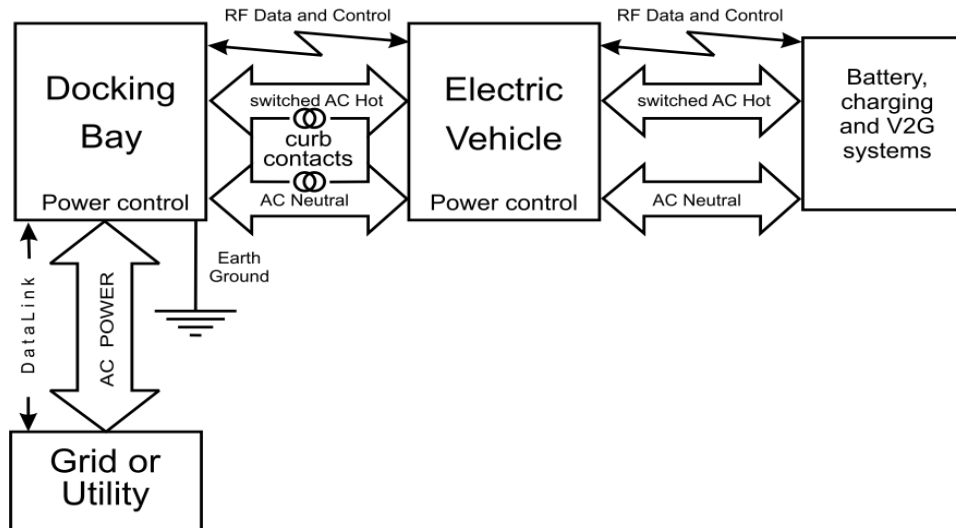 RF Data and Control
RF Data and Control
Docking
Bay
Power control
switched AC Hot
curb
contacts
AC Neutral
Electric
Vehicle
Power control
switched AC Hot
AC Neutral
Battery,
charging
and V2G
systems
DataLink
AC POWER
Earth
Ground
Grid or
Utility